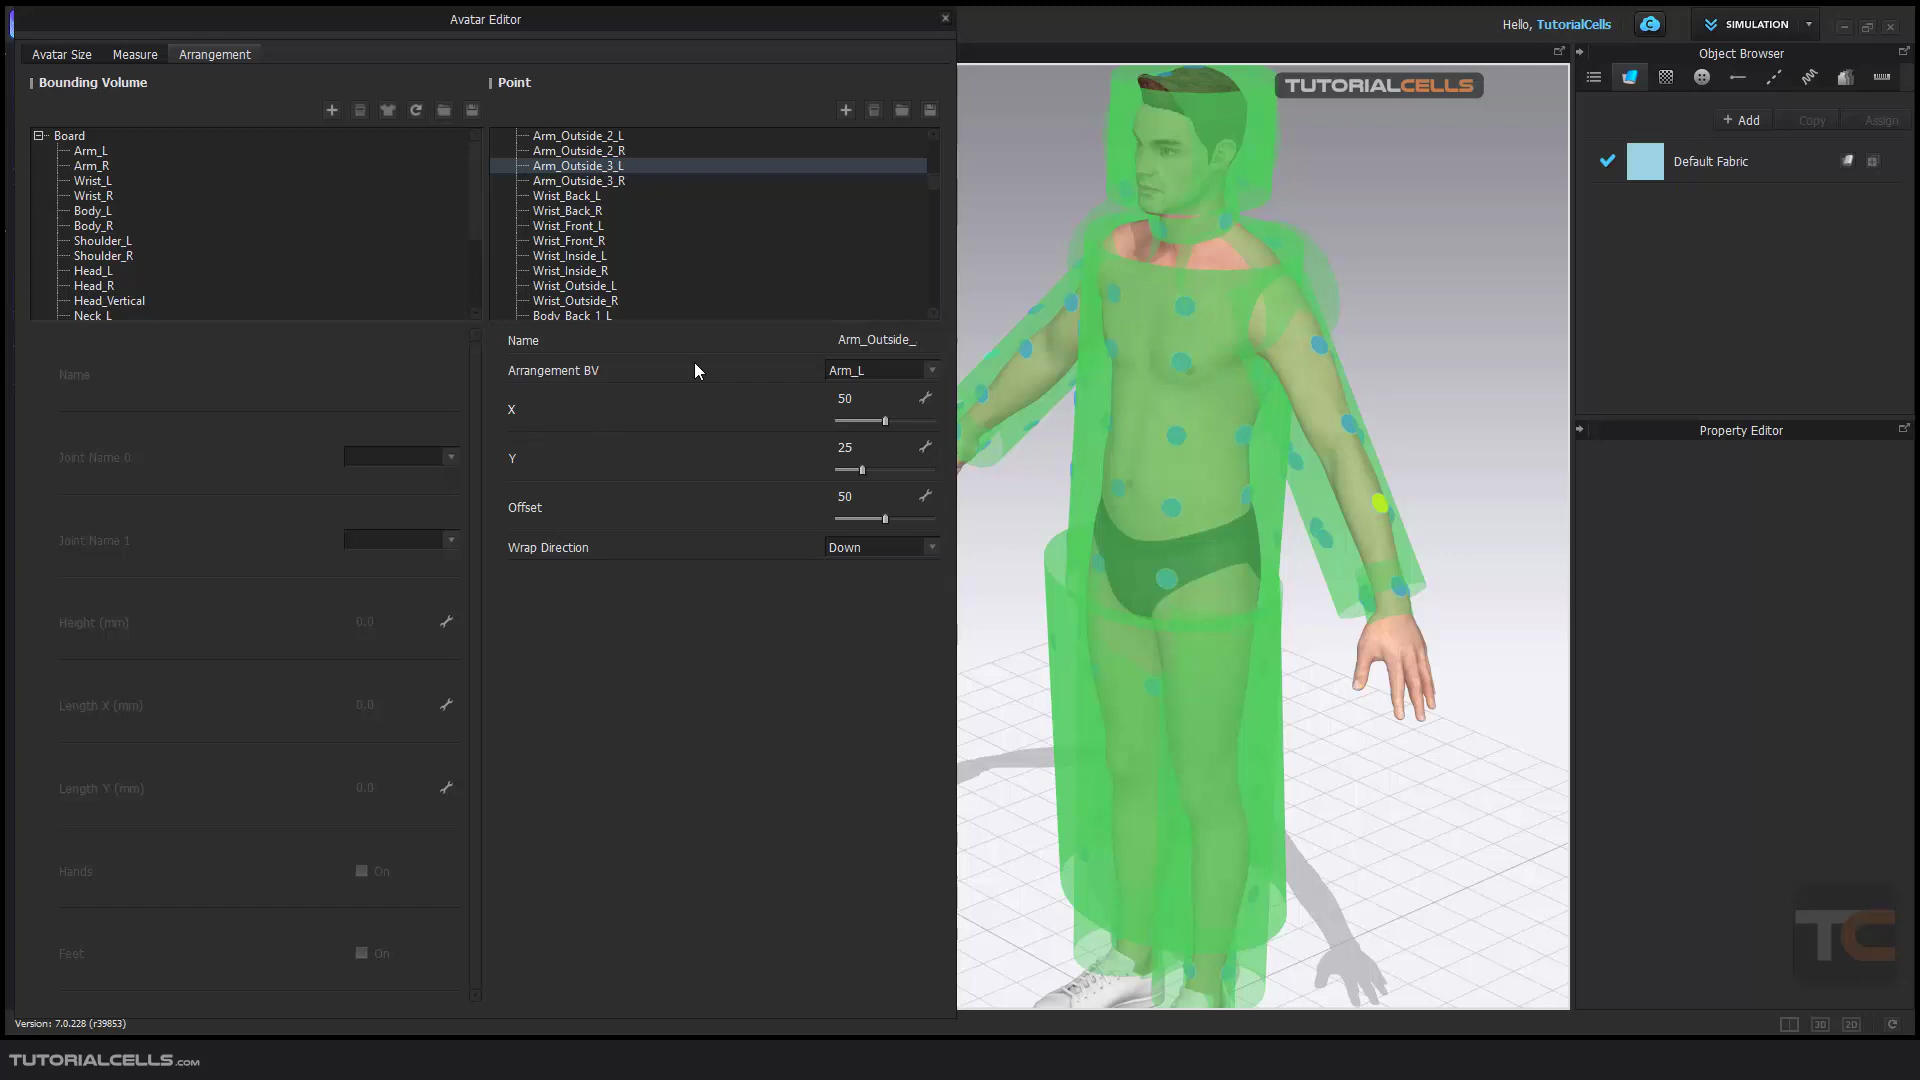 Avatar Editor
Hello, TutorialCells
SIMULATION
Avatar Size
Measure
Arrangement
Object Browser
Bounding Volume
Point
TUTORIALCELLS
Add
Copy
Assign
Board
Arm_L
Arm_R
Wrist_L
Wrist_R
Body_L
Body_R
Shoulder_L
Shoulder_R
Head_L
Head_R
Head_Vertical
Neck_L
Arm_Outside_2_L
Arm_Outside_2_R
Arm_Outside_3_L
Arm_Outside_3_R
Wrist_Back_L
Wrist_Back_R
Wrist_Front_L
Wrist_Front_R
Wrist_Inside_L
Wrist_Inside_R
Wrist_Outside_L
Wrist_Outside_R
Body_Back_1_L
Default Fabric
Name
Joint Name 0
Joint Name 1
Height (mm)
0.0
Length X (mm)
0.0
Length Y (mm)
0.0
Hands
On
Feet
On
Name
Arm_Outside_
Arrangement BV
Arm_L
X
50
Y
25
Offset
50
Wrap Direction
Down
Property Editor
TC
Version: 7.0.228 (r39853)
3D
2D
TUTORIALCELLS.COM